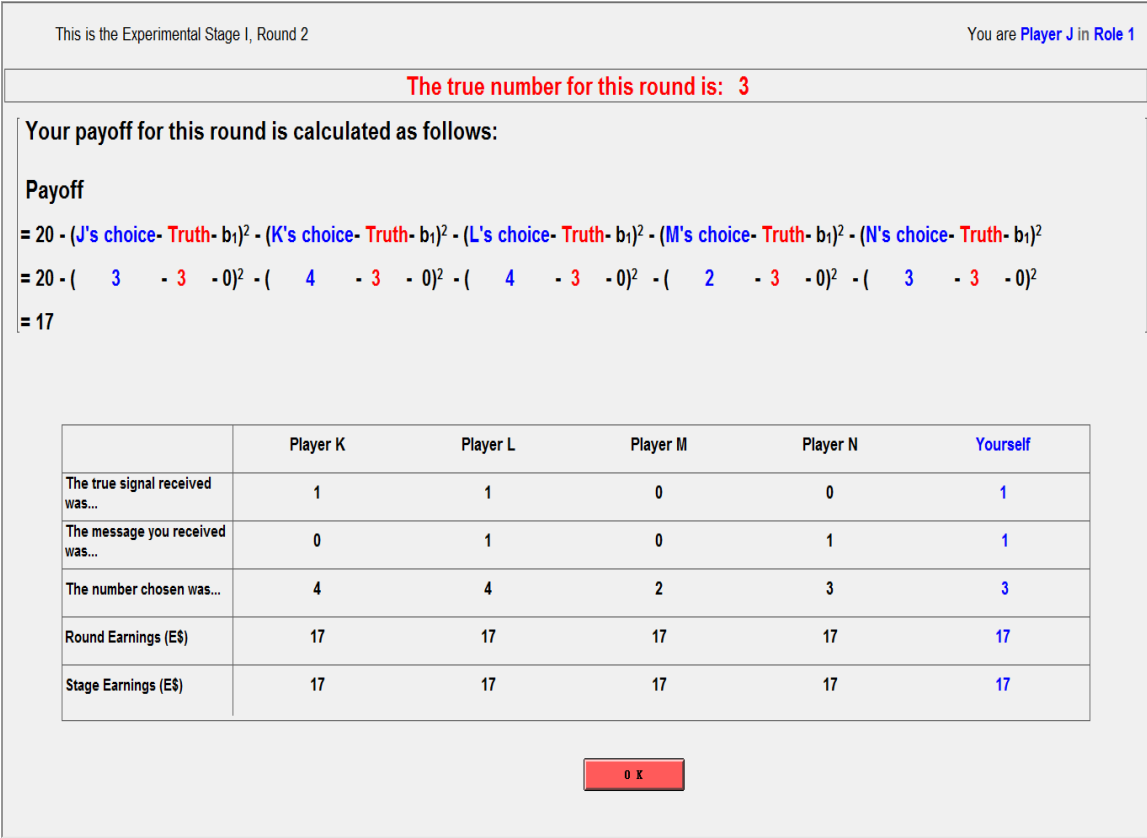 This is the Experimental Stage I, Round 2 You are Player J in Role 1
The true number for this round is: 3
Your payoff for this round is calculated as follows:
Payoff
= 20 - (J's choice- Truth- b₁)² - (K's choice- Truth- b₁)² - (L's choice- Truth- b₁)² - (M's choice- Truth- b₁)² - (N's choice- Truth- b₁)²
= 20 - ( 3 - 3 - 0)² - ( 4 - 3 - 0)² - ( 4 - 3 - 0)² - ( 2 - 3 - 0)² - ( 3 - 3 - 0)²
= 17
Player K Player L Player M Player N Yourself
The true signal received
was... 1 1 0 0 1
The message you received
was... 0 1 0 1 1
The number chosen was... 4 4 2 3 3
Round Earnings (E$) 17 17 17 17 17
Stage Earnings (E$) 17 17 17 17 17
OK